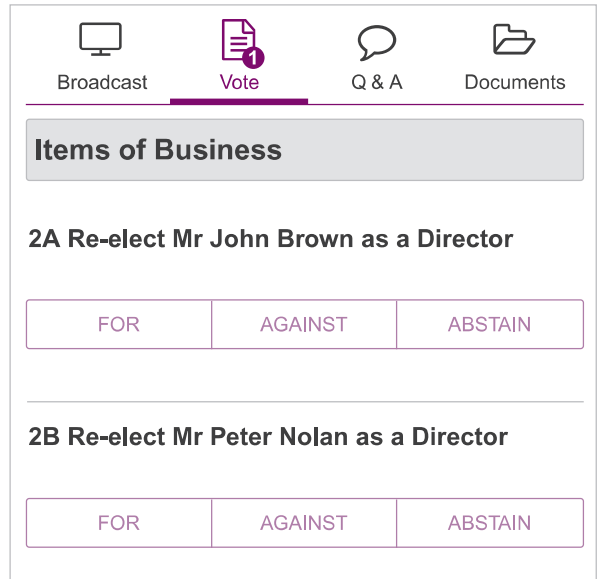 1
Broadcast Vote Q & A Documents
Items of Business
2A Re-elect Mr John Brown as a Director
FOR AGAINST ABSTAIN
2B Re-elect Mr Peter Nolan as a Director
FOR AGAINST ABSTAIN